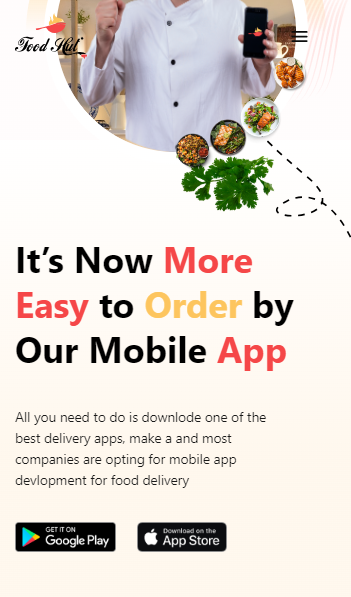 Food Hut
It’s Now More
Easy to Order by
Our Mobile App
All you need to do is downlode one of the
best delivery apps, make a and most
companies are opting for mobile app
devlopment for food delivery
GET IT ON
Google Play
Download on the
App Store